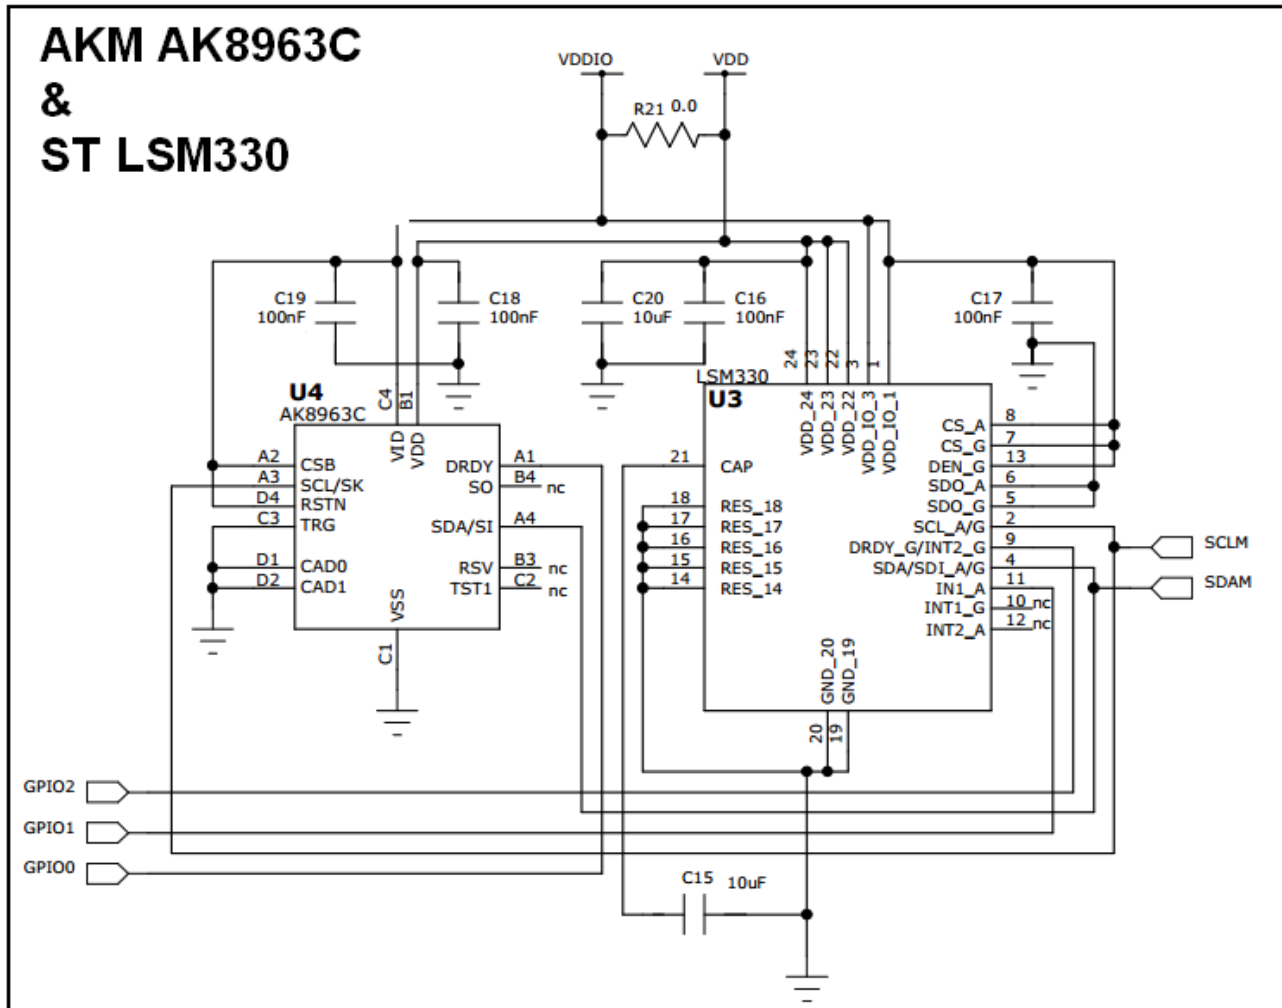 AKM AK8963C
&
ST LSM330
VDDIO
VDD
R21 0.0
C19
100nF
C18
100nF
C20
10uF
C16
100nF
C17
100nF
U4
AK8963C
C4
B1
VID
VDD
A2 CSB
A3 SCL/SK
D4 RSTN
C3 TRG
D1 CAD0
D2 CAD1
DRDY A1
SO B4 nc
SDA/SI A4
RSV B3 nc
TST1 C2 nc
VSS
C1
LSM330
U3
24
23
22
3
1
VDD_24
VDD_23
VDD_22
VDD_IO_3
VDD_IO_1
21 CAP
18 RES_18
17 RES_17
16 RES_16
15 RES_15
14 RES_14
CS_A 8
CS_G 7
DEN_G 13
SDO_A 6
SDO_G 5
SCL_A/G 2
DRDY_G/INT2_G 9
SDA/SDI_A/G 4
IN1_A 11
INT1_G 10 nc
INT2_A 12 nc
GND_20
GND_19
20
19
SCLM
SDAM
GPIO2
GPIO1
GPIO0
C15 10uF